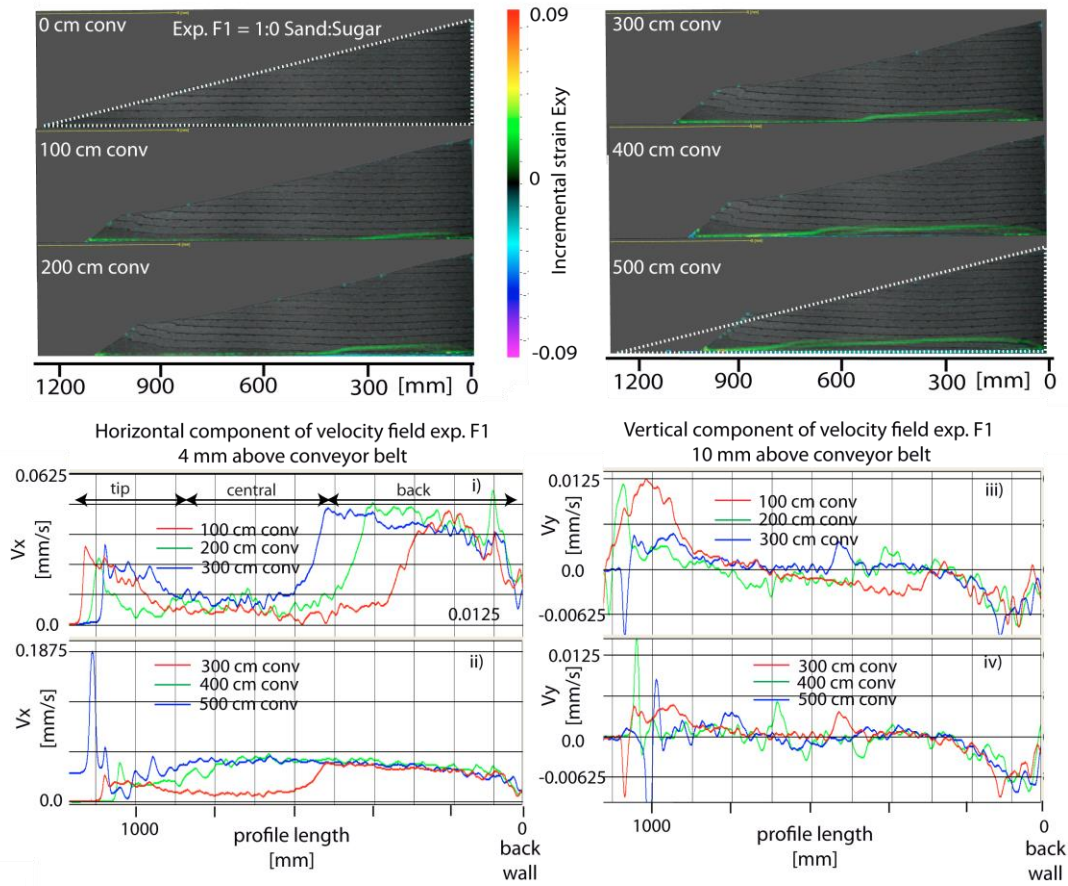 0 cm conv
Exp. F1 = 1:0 Sand:Sugar
100 cm conv
200 cm conv
1200 900 600 300 [mm] 0
0.09
0
-0.09
Incremental strain Exy
300 cm conv
400 cm conv
500 cm conv
1200 900 600 300 [mm] 0
Horizontal component of velocity field exp. F1
4 mm above conveyor belt
0.0625
tip central back i)
100 cm conv
200 cm conv
300 cm conv
Vx
[mm/s]
0.0125
0.0
0.1875
ii)
300 cm conv
400 cm conv
500 cm conv
Vx
[mm/s]
0.0
1000 0
profile length
[mm]
back
wall
Vertical component of velocity field exp. F1
10 mm above conveyor belt
0.0125
iii)
100 cm conv
200 cm conv
300 cm conv
Vy
[mm/s]
0.0
-0.00625
0.0125
iv)
300 cm conv
400 cm conv
500 cm conv
Vy
[mm/s]
0.0
-0.00625
1000 0
profile length
[mm]
back
wall